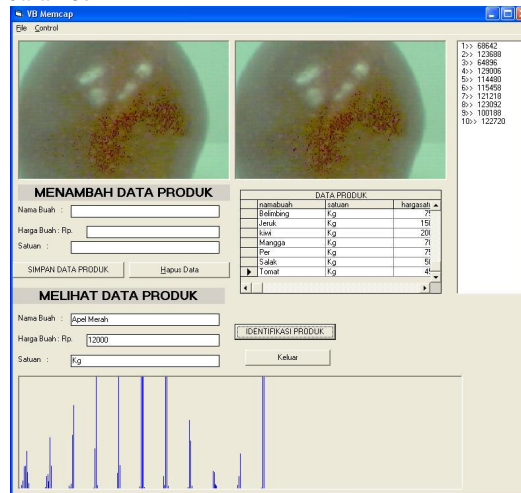 VB Memcap
File Control
1>> 68642
2>> 123688
3>> 64896
4>> 129006
5>> 114480
6>> 115458
7>> 121218
8>> 123092
9>> 100188
10>> 122720
MENAMBAH DATA PRODUK
Nama Buah :
Harga Buah : Rp.
Satuan :
SIMPAN DATA PRODUK Hapus Data
DATA PRODUK
namabuah satuan hargasatu
Belimbing Kg
Jeruk Kg
kiwi Kg
Mangga Kg
Per Kg
Salak Kg
Tomat Kg
MELIHAT DATA PRODUK
Nama Buah : Apel Merah
Harga Buah : Rp. 12000
Satuan : Kg
IDENTIFIKASI PRODUK
Keluar